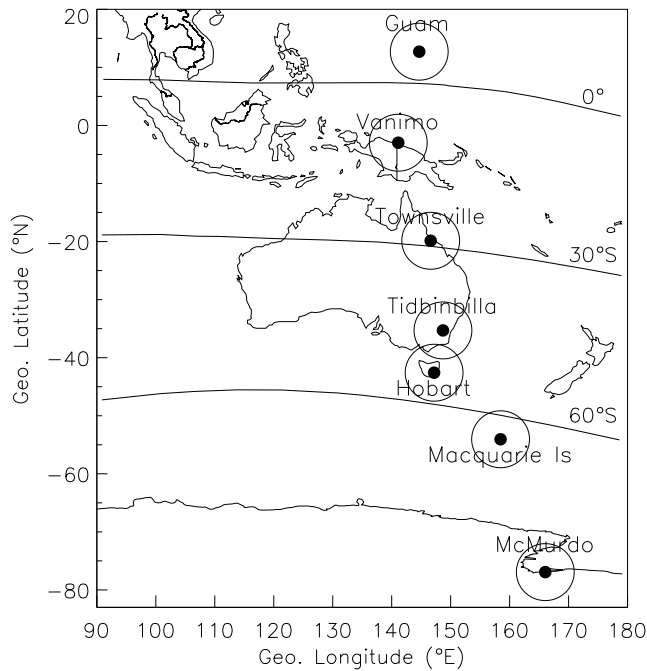 20
Guam
0°
Vanimo
0
Townsville
−20
30°S
Tidbinbilla
−40
Hobart
60°S
Macquarie Is
−60
McMurdo
−80
Geo. Latitude (°N)
90 100 110 120 130 140 150 160 170 180
Geo. Longitude (°E)